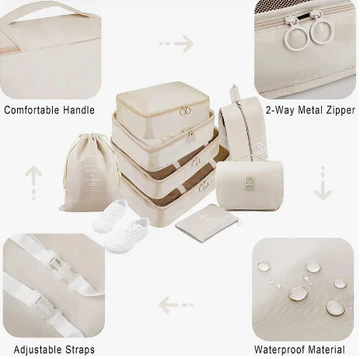 Comfortable Handle
2-Way Metal Zipper
Adjustable Straps
Waterproof Material